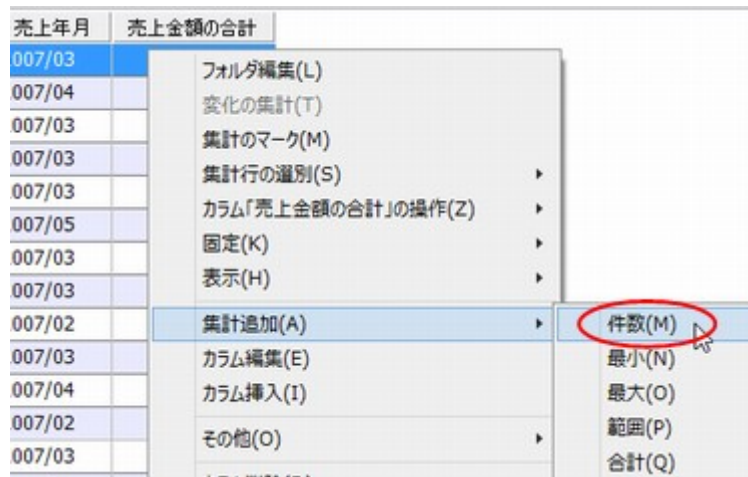 売上年月 売上金額の合計
007/03
フォルダ編集(L)
007/04
変化の集計(T)
007/03
集計のマーク(M)
007/03
集計行の選別(S)
007/03
カラム「売上金額の合計」の操作(Z)
007/05
固定(K)
007/03
表示(H)
007/03
007/02 集計追加(A) 件数(M)
007/03 カラム編集(E) 最小(N)
007/04 カラム挿入(I) 最大(O)
007/02 範囲(P)
その他(O)
007/03 合計(Q)